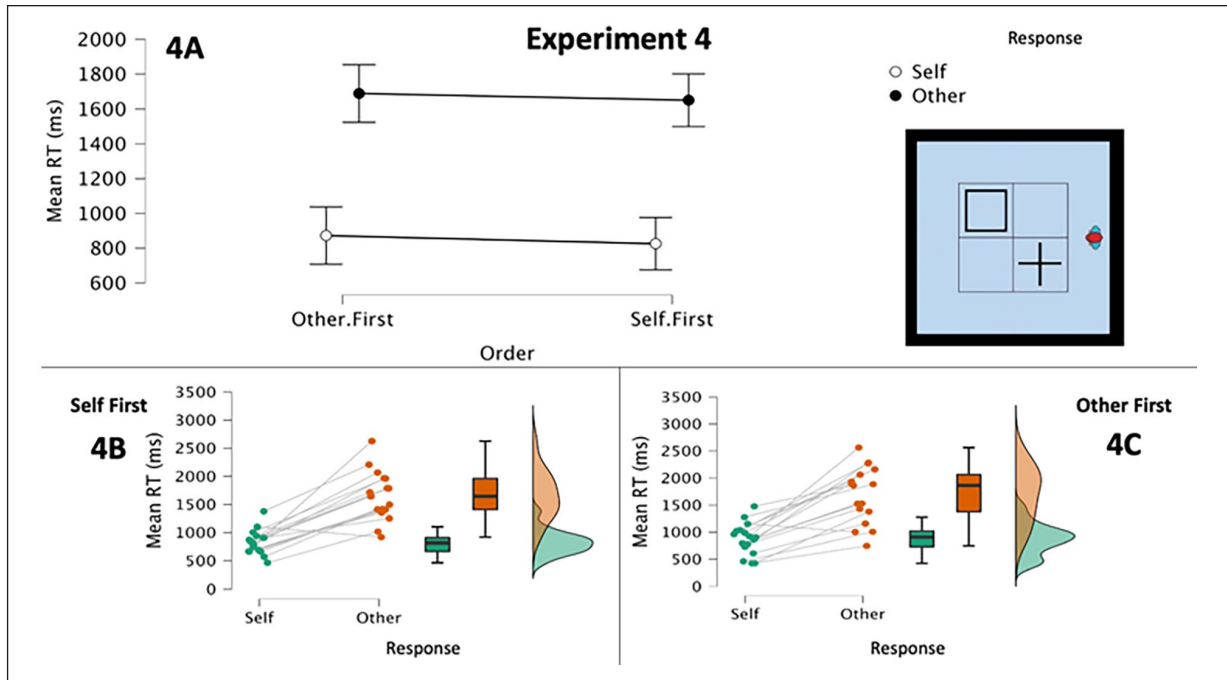 4A
Experiment 4
Response
Self
Other
Mean RT (ms)
2000
1800
1600
1400
1200
1000
800
600
Other.First
Self.First
Order
Self First
4B
Mean RT (ms)
3500
3000
2500
2000
1500
1000
500
0
Self
Other
Response
Other First
4C
Mean RT (ms)
3500
3000
2500
2000
1500
1000
500
0
Self
Other
Response